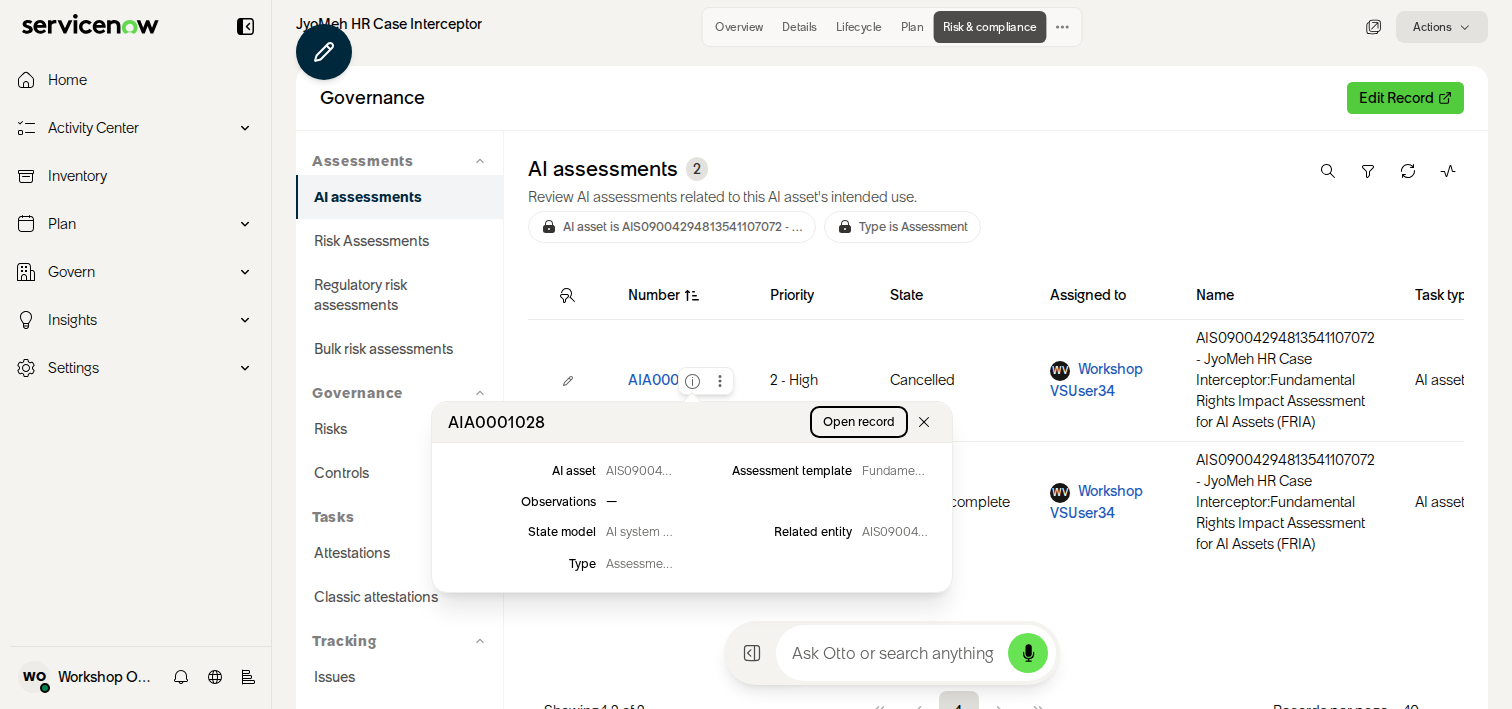 servicenow
JyoMeh HR Case Interceptor
Overview
Details
Lifecycle
Plan
Risk & compliance
Actions
Home
Activity Center
Inventory
Plan
Govern
Insights
Settings
WO
Workshop O...
Governance
Edit Record
Assessments
AI assessments
Risk Assessments
Regulatory risk
assessments
Bulk risk assessments
Governance
Risks
Controls
Tasks
Attestations
Classic attestations
Tracking
Issues
AI assessments 2
Review AI assessments related to this AI asset's intended use.
AI asset is AIS09004294813541107072 - ...
Type is Assessment
Number
Priority
State
Assigned to
Name
Task typ
AIA000
2 - High
Cancelled
WV Workshop
VSUser34
AIS09004294813541107072
- JyoMeh HR Case
Interceptor:Fundamental
Rights Impact Assessment
for AI Assets (FRIA)
AI asset
complete
WV Workshop
VSUser34
AIS09004294813541107072
- JyoMeh HR Case
Interceptor:Fundamental
Rights Impact Assessment
for AI Assets (FRIA)
AI asset
AIA0001028
Open record
AI asset AIS09004...
Assessment template Fundame...
Observations —
State model AI system ...
Related entity AIS09004...
Type Assessme...
Ask Otto or search anything